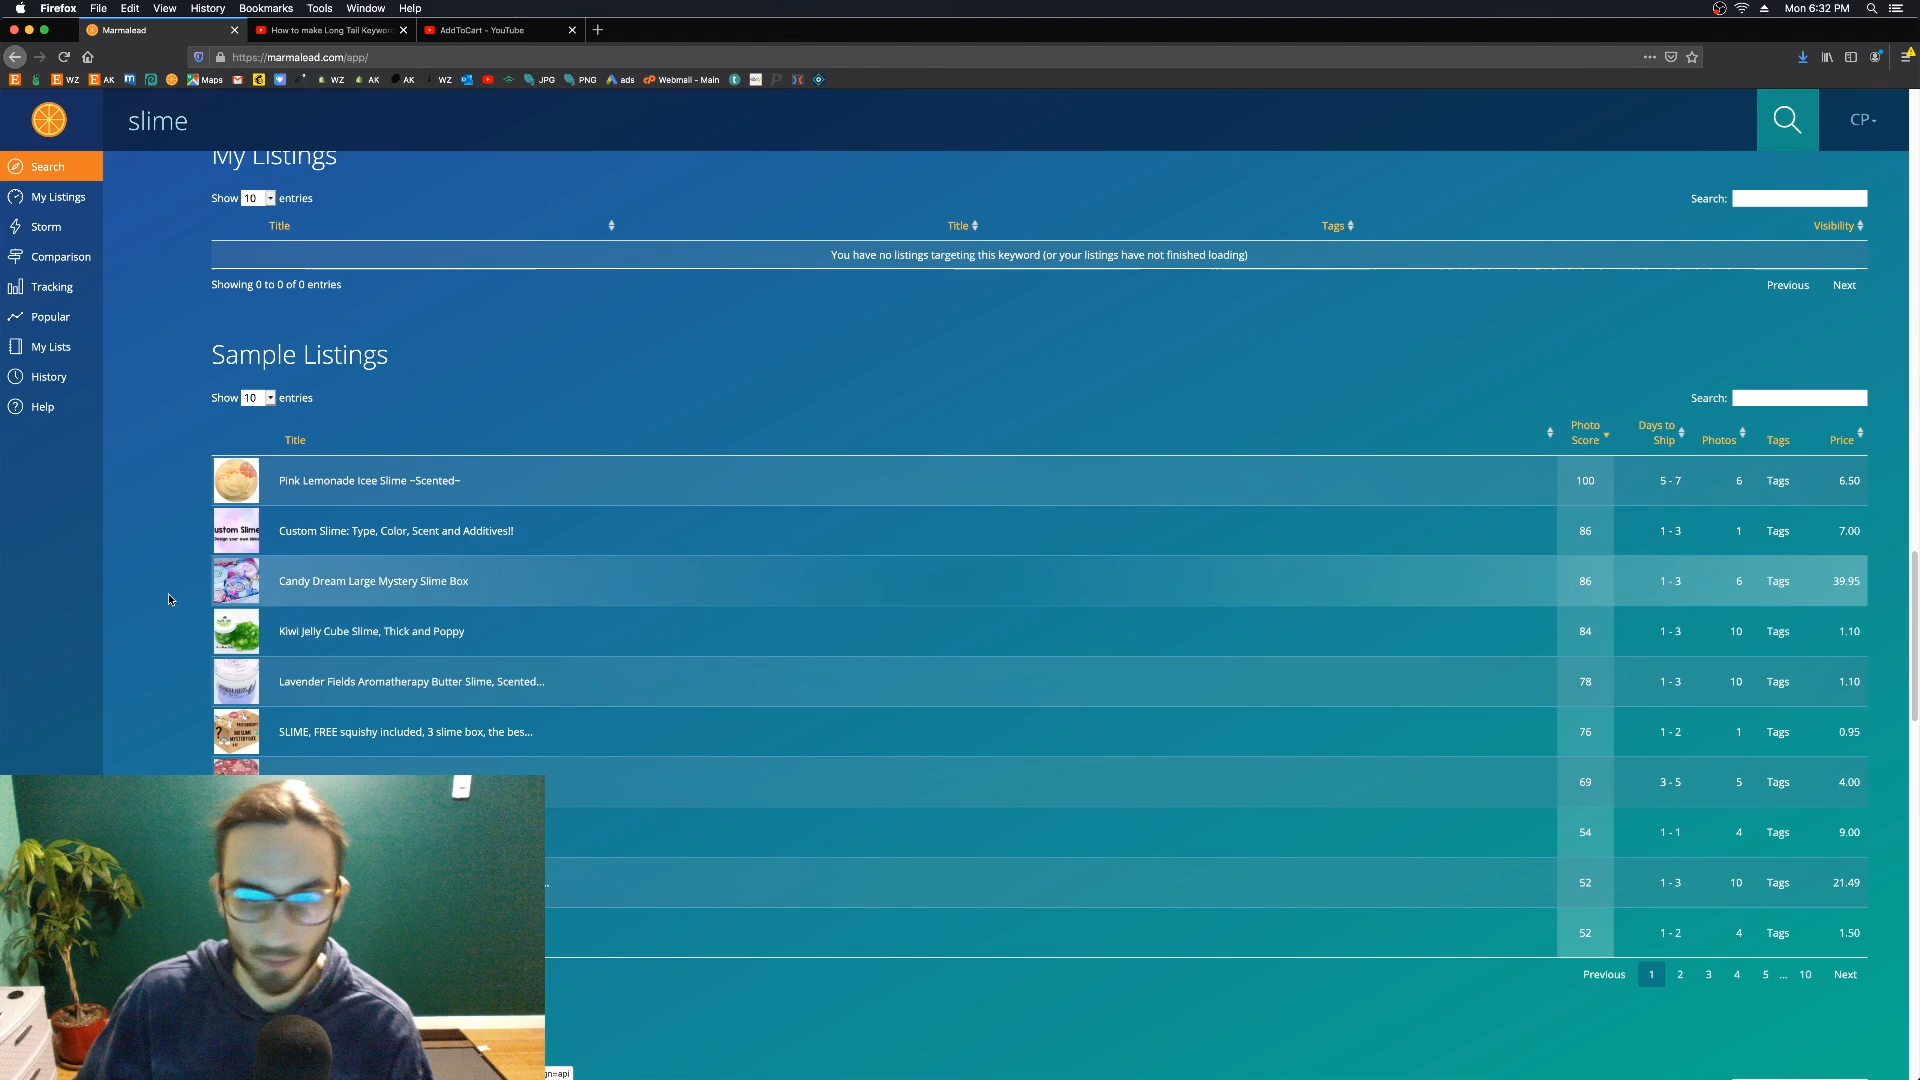 Firefox File Edit View History Bookmarks Tools Window Help Mon 6:32 PM
Marmalead How to make Long Tail Keywor AddToCart - YouTube
https://marmalead.com/app/
WZ AK Maps WZ AK AK WZ JPG PNG ads Webmail - Main
slime CP
Search
My Listings
Storm
Comparison
Tracking
Popular
My Lists
History
Help
My Listings
Show 10 entries Search:
Title Title Tags Visibility
You have no listings targeting this keyword (or your listings have not finished loading)
Showing 0 to 0 of 0 entries Previous Next
Sample Listings
Show 10 entries Search:
Title Photo Score Days to Ship Photos Tags Price
Pink Lemonade Icee Slime ~Scented~ 100 5 - 7 6 Tags 6.50
Custom Slime: Type, Color, Scent and Additives!! 86 1 - 3 1 Tags 7.00
Candy Dream Large Mystery Slime Box 86 1 - 3 6 Tags 39.95
Kiwi Jelly Cube Slime, Thick and Poppy 84 1 - 3 10 Tags 1.10
Lavender Fields Aromatherapy Butter Slime, Scented... 78 1 - 3 10 Tags 1.10
SLIME, FREE squishy included, 3 slime box, the bes... 76 1 - 2 1 Tags 0.95
69 3 - 5 5 Tags 4.00
54 1 - 1 4 Tags 9.00
52 1 - 3 10 Tags 21.49
52 1 - 2 4 Tags 1.50
Previous 1 2 3 4 5 ... 10 Next
gn=api